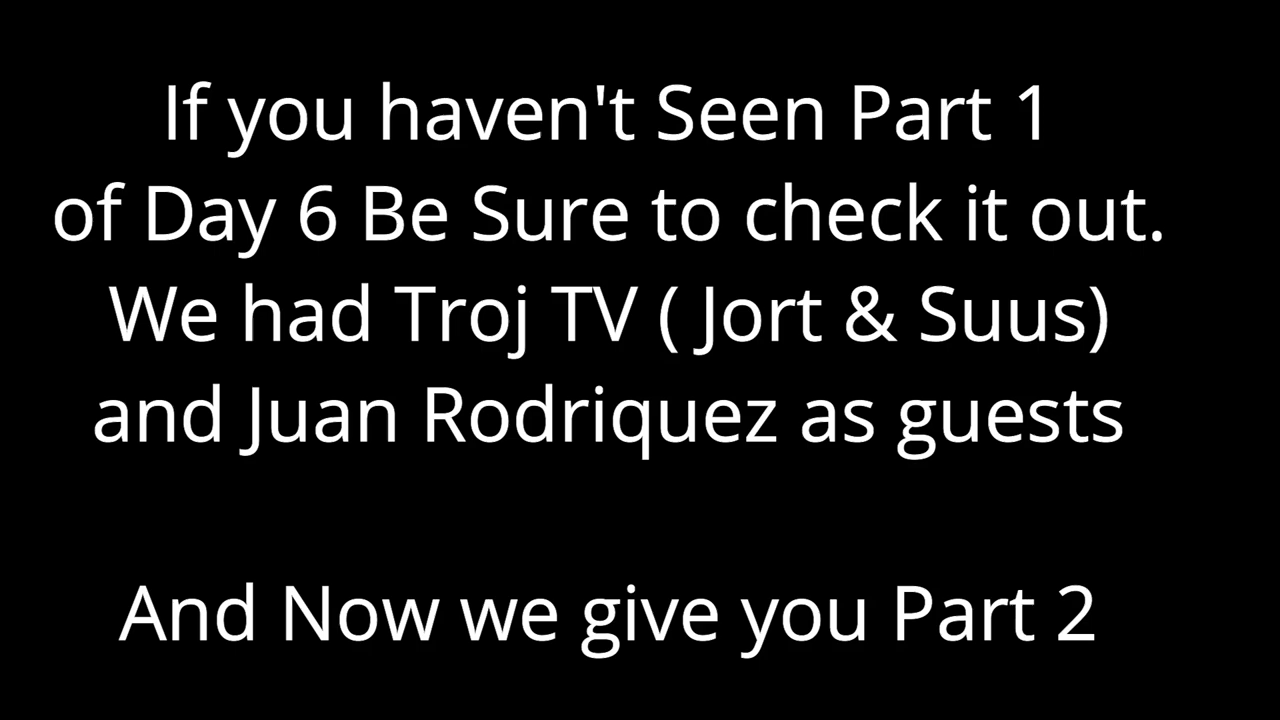 If you haven't Seen Part 1
of Day 6 Be Sure to check it out.
We had Troj TV ( Jort & Suus)
and Juan Rodriquez as guests
And Now we give you Part 2